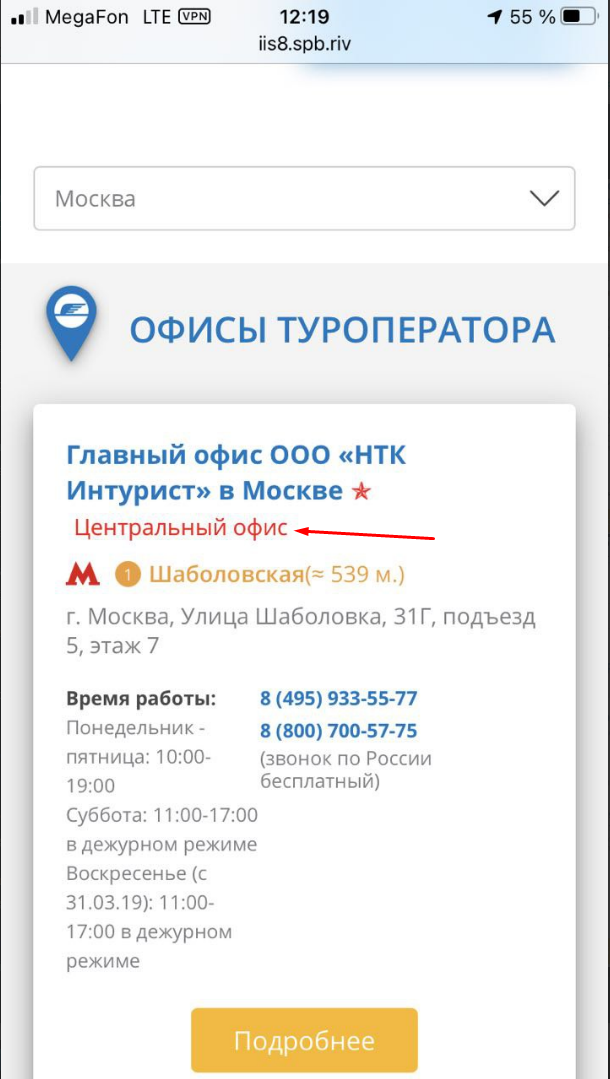 MegaFon LTE VPN 12:19 55 %
iis8.spb.riv
Москва
ОФИСЫ ТУРОПЕРАТОРА
Главный офис ООО «НТК
Интурист» в Москве
Центральный офис
1 Шаболовская(≈ 539 м.)
г. Москва, Улица Шаболовка, 31Г, подъезд
5, этаж 7
Время работы:
Понедельник -
пятница: 10:00-
19:00
Суббота: 11:00-17:00
в дежурном режиме
Воскресенье (с
31.03.19): 11:00-
17:00 в дежурном
режиме
8 (495) 933-55-77
8 (800) 700-57-75
(звонок по России
бесплатный)
Подробнее